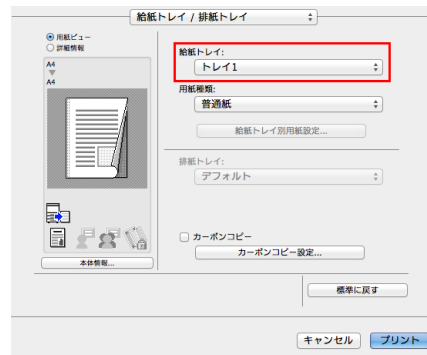 給紙トレイ / 排紙トレイ
用紙ビュー
詳細情報
A4
A4
本体情報...
給紙トレイ:
トレイ1
用紙種類:
普通紙
給紙トレイ別用紙設定...
排紙トレイ:
デフォルト
カーボンコピー
カーボンコピー設定...
標準に戻す
キャンセル
プリント